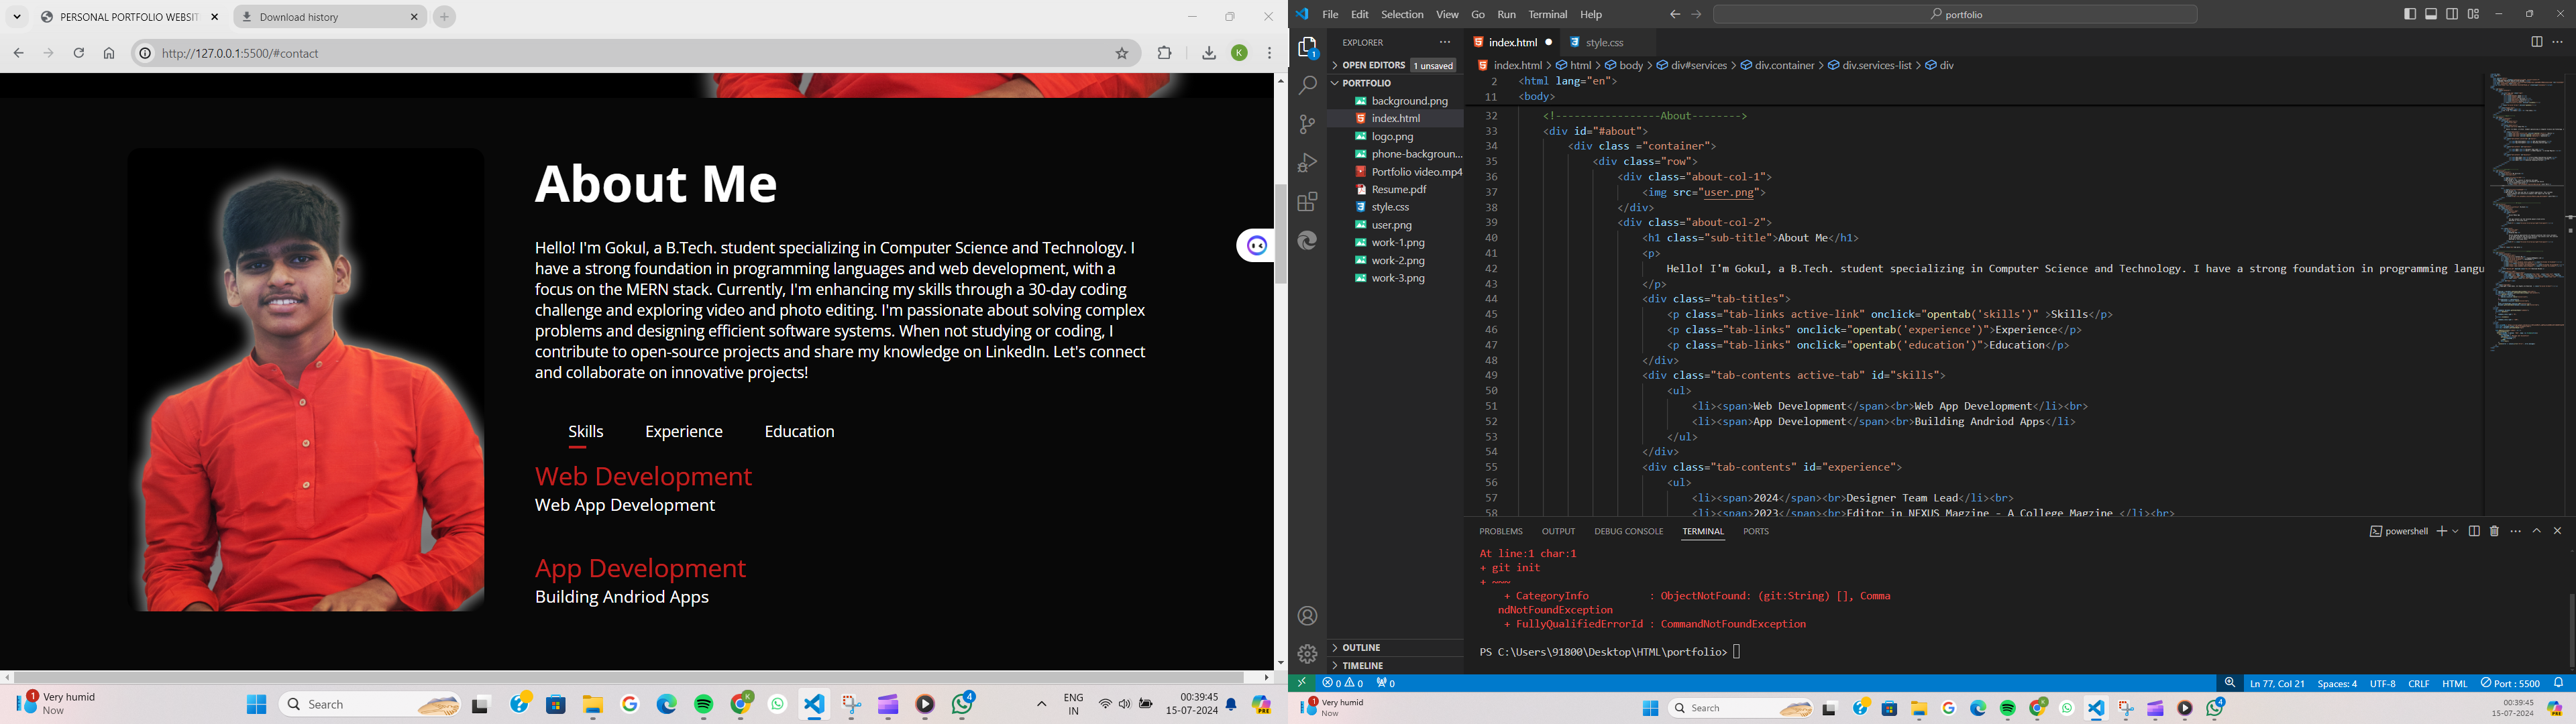 PERSONAL PORTFOLIO WEBSIT
Download history
http://127.0.0.1:5500/#contact
K
About Me
Hello! I'm Gokul, a B.Tech. student specializing in Computer Science and Technology. I
have a strong foundation in programming languages and web development, with a
focus on the MERN stack. Currently, I'm enhancing my skills through a 30-day coding
challenge and exploring video and photo editing. I'm passionate about solving complex
problems and designing efficient software systems. When not studying or coding, I
contribute to open-source projects and share my knowledge on LinkedIn. Let's connect
and collaborate on innovative projects!
Skills Experience Education
Web Development
Web App Development
App Development
Building Andriod Apps
1
Very humid
Now
Search
K
4
ENG
IN
00:39:45
15-07-2024
PRE
File Edit Selection View Go Run Terminal Help
portfolio
1
EXPLORER
OPEN EDITORS 1 unsaved
PORTFOLIO
background.png
index.html
logo.png
phone-backgroun...
Portfolio video.mp4
Resume.pdf
style.css
user.png
work-1.png
work-2.png
work-3.png
OUTLINE
TIMELINE
index.html
style.css
index.html > html > body > div#services > div.container > div.services-list > div
2 <html lang="en">
11 <body>
32 <!-----------------About-------->
33 <div id="#about">
34 <div class ="container">
35 <div class="row">
36 <div class="about-col-1">
37 <img src="user.png">
38 </div>
39 <div class="about-col-2">
40 <h1 class="sub-title">About Me</h1>
41 <p>
42 Hello! I'm Gokul, a B.Tech. student specializing in Computer Science and Technology. I have a strong foundation in programming langu
43 </p>
44 <div class="tab-titles">
45 <p class="tab-links active-link" onclick="opentab('skills')" >Skills</p>
46 <p class="tab-links" onclick="opentab('experience')">Experience</p>
47 <p class="tab-links" onclick="opentab('education')">Education</p>
48 </div>
49 <div class="tab-contents active-tab" id="skills">
50 <ul>
51 <li><span>Web Development</span><br>Web App Development</li><br>
52 <li><span>App Development</span><br>Building Andriod Apps</li>
53 </ul>
54 </div>
55 <div class="tab-contents" id="experience">
56 <ul>
57 <li><span>2024</span><br>Designer Team Lead</li><br>
58 <li><span>2023</span><br>Editor in NEXUS Magzine - A College Magzine </li><br>
PROBLEMS OUTPUT DEBUG CONSOLE TERMINAL PORTS
powershell
At line:1 char:1
+ git init
+ ~~~
+ CategoryInfo : ObjectNotFound: (git:String) [], Comma
ndNotFoundException
+ FullyQualifiedErrorId : CommandNotFoundException
PS C:\Users\91800\Desktop\HTML\portfolio>
0 0 0
Ln 77, Col 21 Spaces: 4 UTF-8 CRLF HTML Port : 5500
1
Very humid
Now
Search
4
00:39:45
15-07-2024
PRE